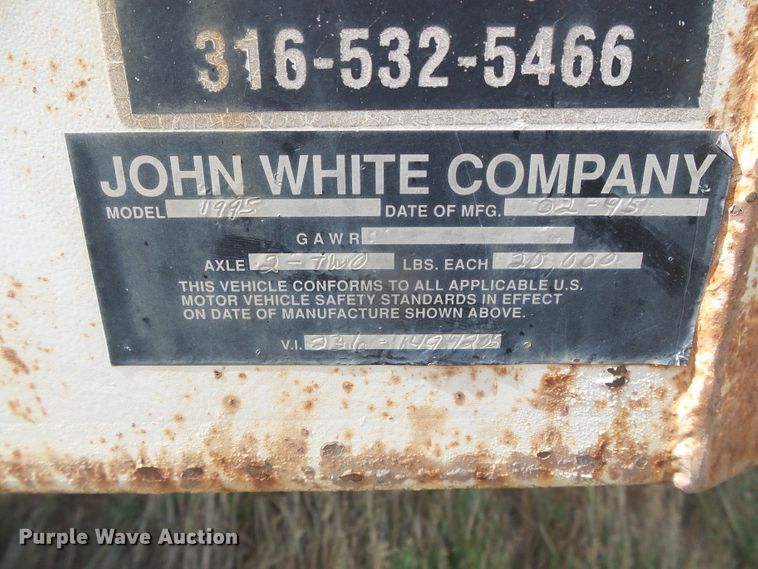 316-532-5466
JOHN WHITE COMPANY
MODEL 1995 DATE OF MFG. 02-95
GAWR
AXLE 2-TWO LBS. EACH 20,000
THIS VEHICLE CONFORMS TO ALL APPLICABLE U.S.
MOTOR VEHICLE SAFETY STANDARDS IN EFFECT
ON DATE OF MANUFACTURE SHOWN ABOVE.
V.I.
Purple Wave Auction